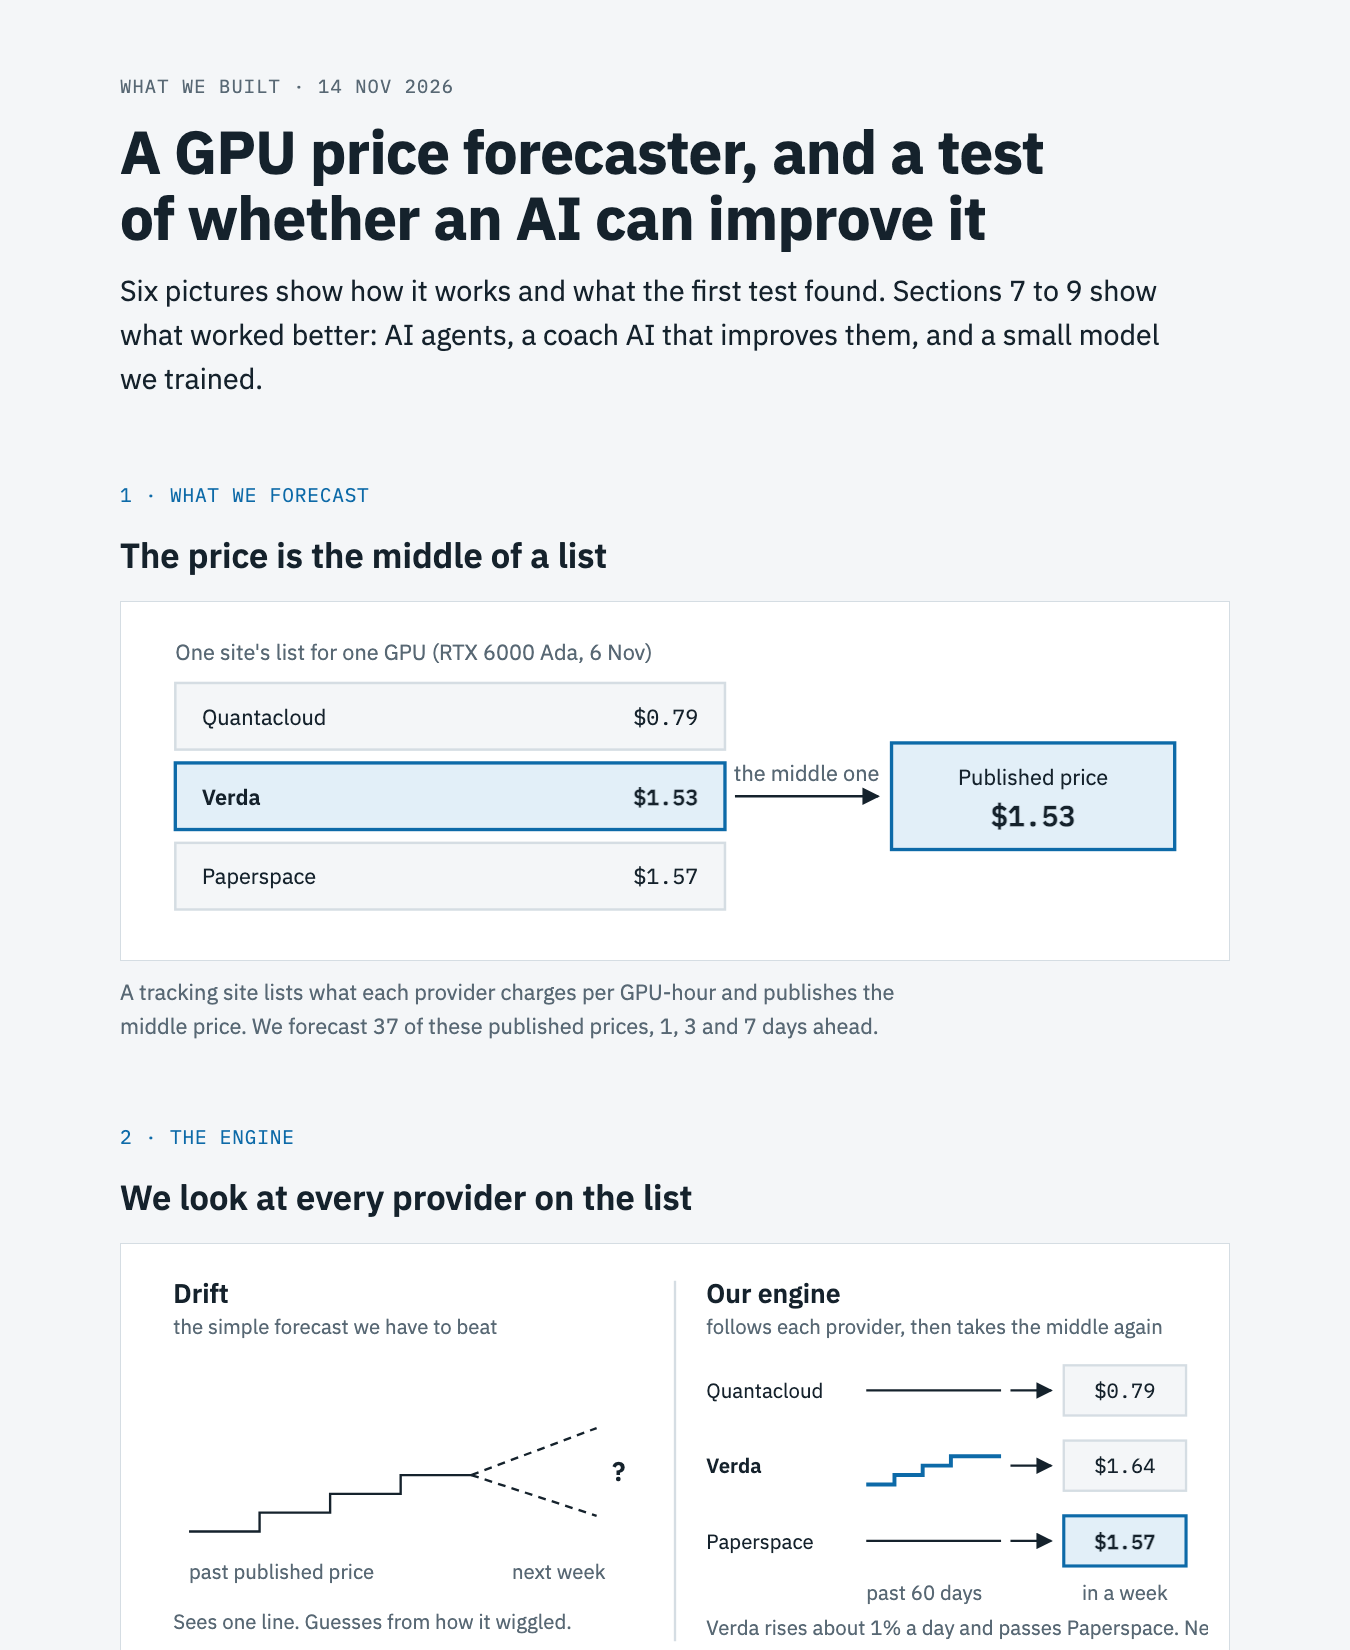 WHAT WE BUILT · 14 NOV 2026
A GPU price forecaster, and a test
of whether an AI can improve it
Six pictures show how it works and what the first test found. Sections 7 to 9 show
what worked better: AI agents, a coach AI that improves them, and a small model
we trained.
1 · WHAT WE FORECAST
The price is the middle of a list
One site's list for one GPU (RTX 6000 Ada, 6 Nov)
Quantacloud $0.79
Verda $1.53
Paperspace $1.57
the middle one
Published price
$1.53
A tracking site lists what each provider charges per GPU-hour and publishes the
middle price. We forecast 37 of these published prices, 1, 3 and 7 days ahead.
2 · THE ENGINE
We look at every provider on the list
Drift
the simple forecast we have to beat
?
past published price next week
Sees one line. Guesses from how it wiggled.
Our engine
follows each provider, then takes the middle again
Quantacloud $0.79
Verda $1.64
Paperspace $1.57
past 60 days in a week
Verda rises about 1% a day and passes Paperspace. Ne